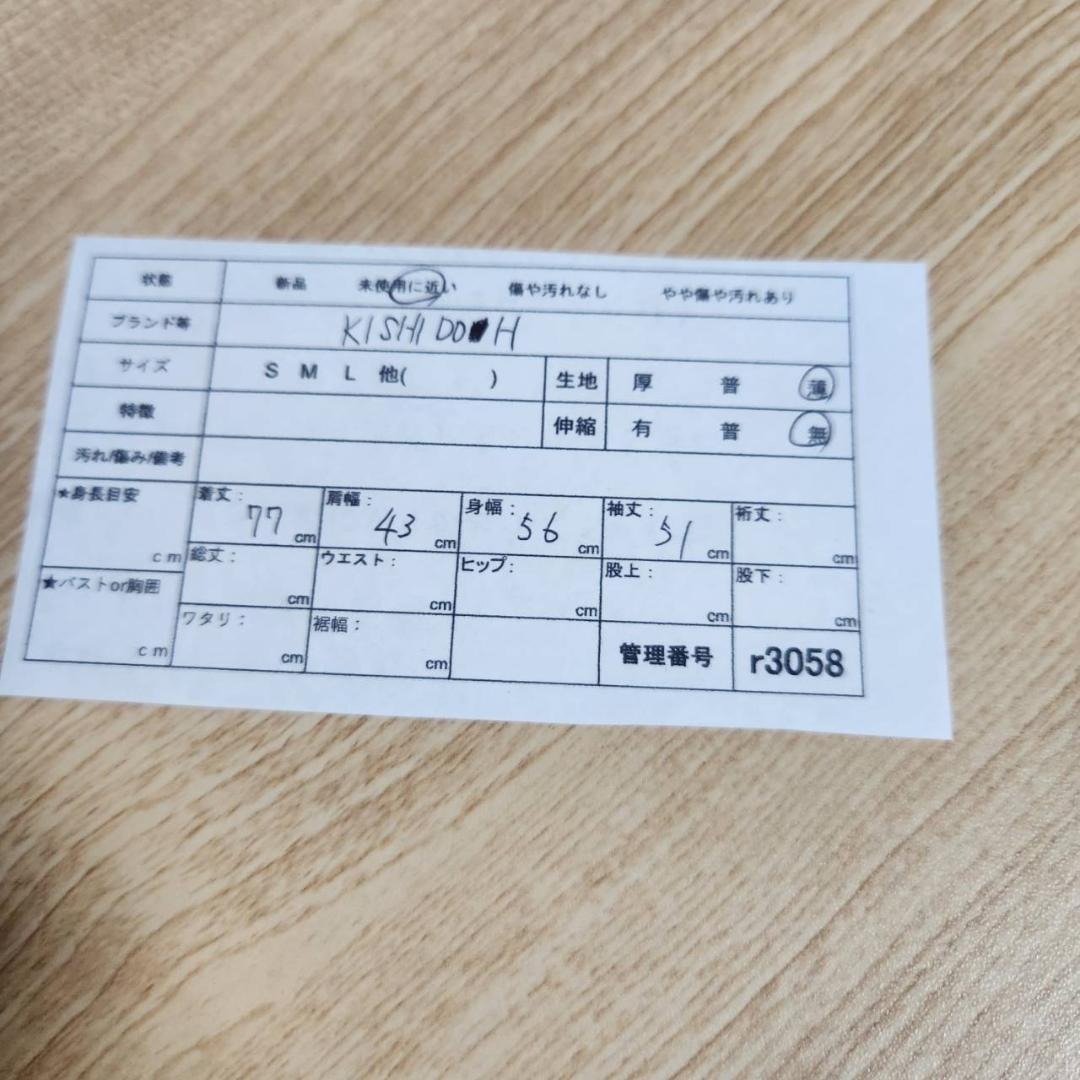 状態 新品 未使用に近い 傷や汚れなし やや傷や汚れあり
ブランド等 KISHIDOH
サイズ S M L 他( ) 生地 厚 普 薄
特徴 伸縮 有 普 無
汚れ/傷み/備考
★身長目安 cm 着丈: 77 cm 肩幅: 43 cm 身幅: 56 cm 袖丈: 51 cm 裄丈: cm
総丈: cm ウエスト: cm ヒップ: cm 股上: cm 股下: cm
★バストor胸囲 cm ワタリ: cm 裾幅: cm 管理番号 r3058